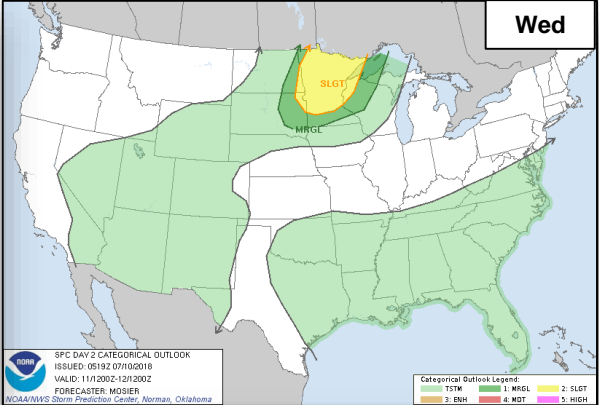 Wed
SLGT
MRGL
SPC DAY 2 CATEGORICAL OUTLOOK
ISSUED: 0519Z 07/10/2018
VALID: 11/1200Z-12/1200Z
FORECASTER: MOSIER
NOAA/NWS Storm Prediction Center, Norman, Oklahoma
NOAA
Categorical Outlook Legend:
TSTM 1: MRGL 2: SLGT
3: ENH 4: MDT 5: HIGH